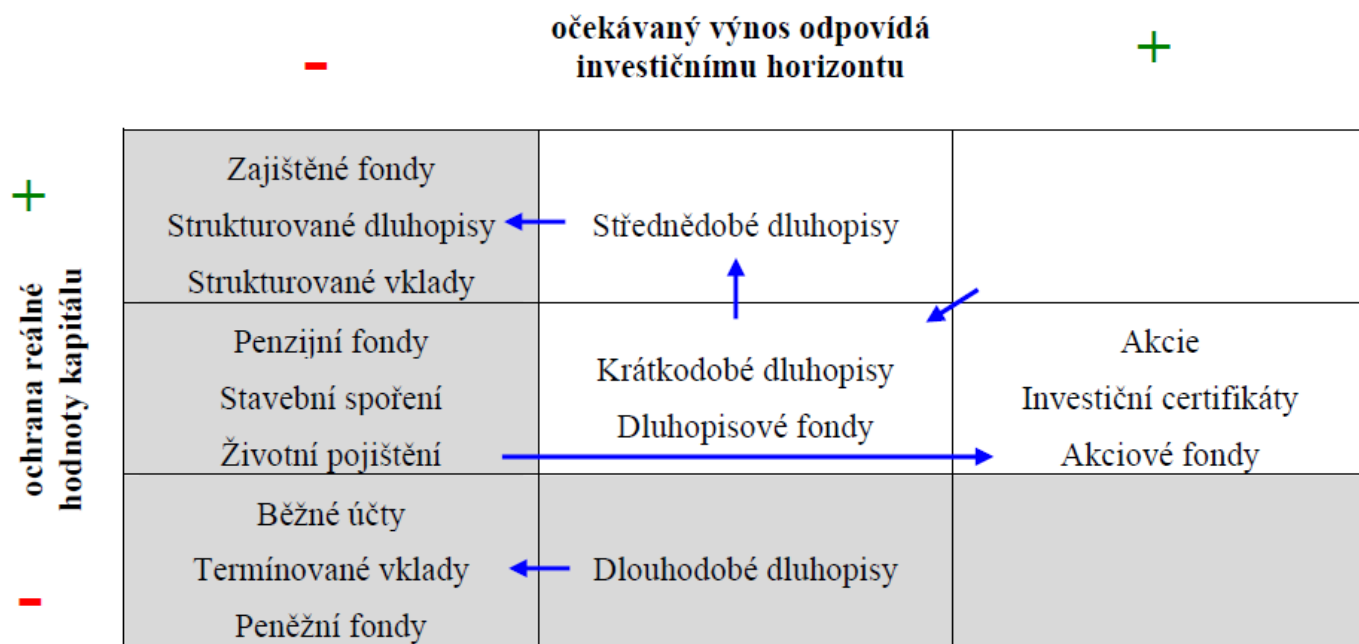 očekávaný výnos odpovídá
investičnímu horizontu
-
+
+
ochrana reálné
hodnoty kapitálu
-
Zajištěné fondy
Strukturované dluhopisy
Strukturované vklady
Střednědobé dluhopisy
Penzijní fondy
Stavební spoření
Životní pojištění
Krátkodobé dluhopisy
Dluhopisové fondy
Akcie
Investiční certifikáty
Akciové fondy
Běžné účty
Termínované vklady
Peněžní fondy
Dlouhodobé dluhopisy